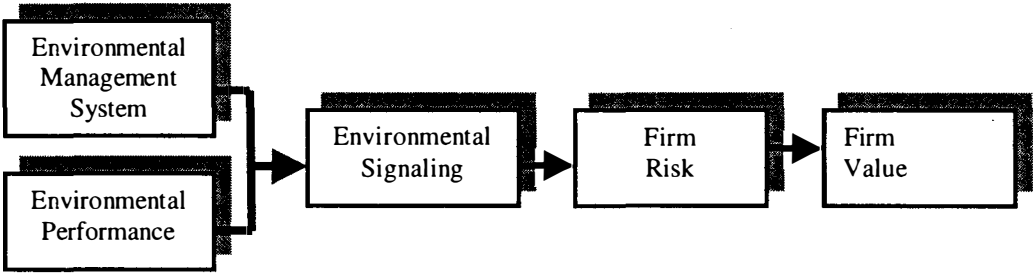 Environmental
Management
System
Environmental
Performance
Environmental
Signaling
Firm
Risk
Firm
Value